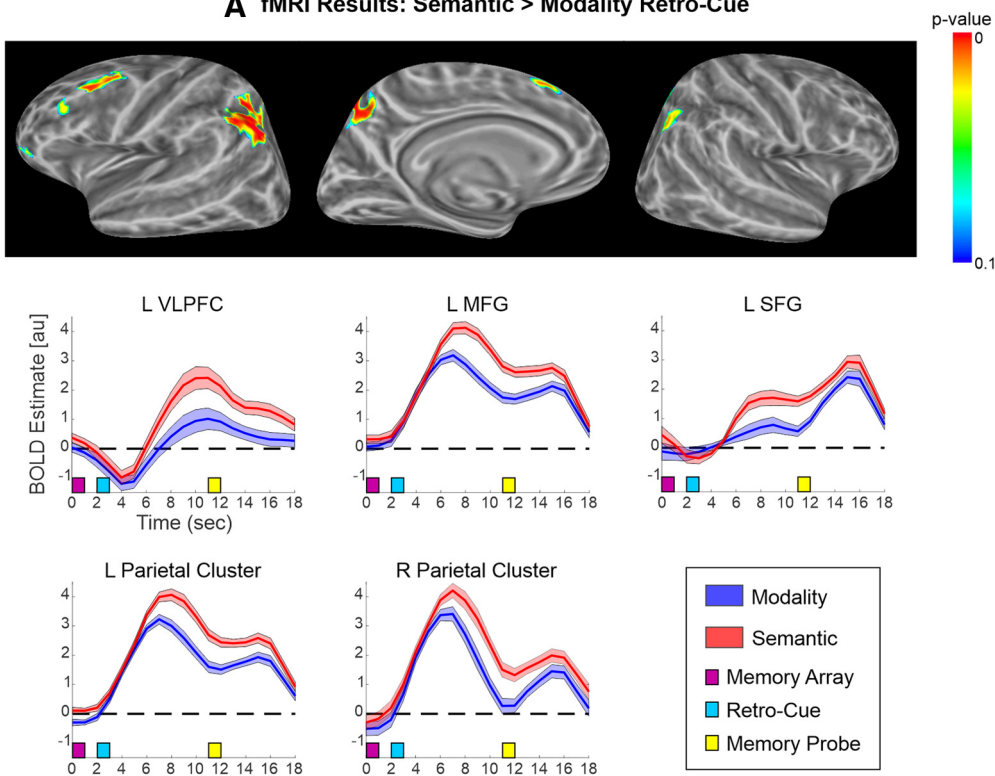 A fMRI Results: Semantic > Modality Retro-Cue
p-value
0
0.1
L VLPFC
L MFG
L SFG
BOLD Estimate [au]
4
3
2
1
0
-1
0 2 4 6 8 10 12 14 16 18
Time (sec)
4
3
2
1
0
-1
0 2 4 6 8 10 12 14 16 18
4
3
2
1
0
-1
0 2 4 6 8 10 12 14 16 18
L Parietal Cluster
R Parietal Cluster
4
3
2
1
0
-1
0 2 4 6 8 10 12 14 16 18
4
3
2
1
0
-1
0 2 4 6 8 10 12 14 16 18
Modality
Semantic
Memory Array
Retro-Cue
Memory Probe